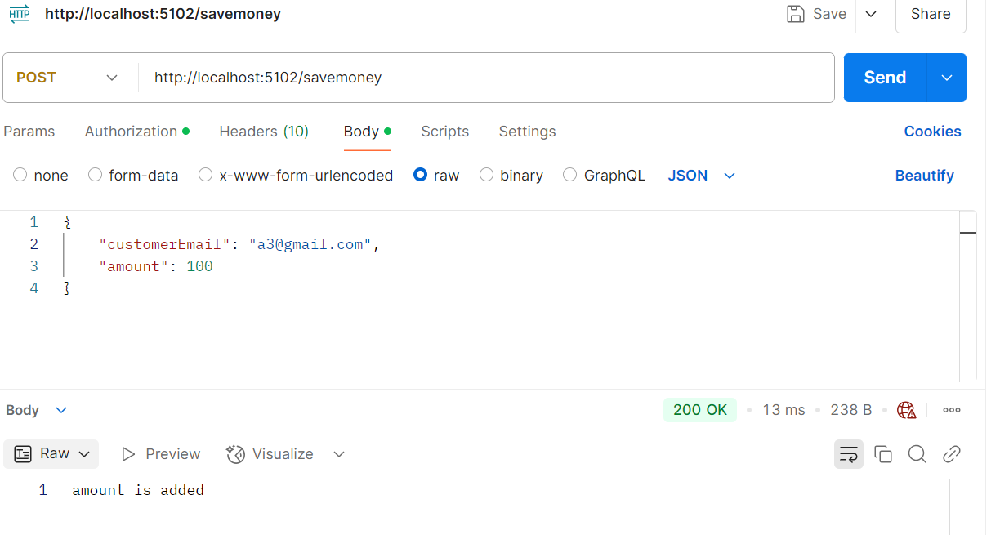 HTTP http://localhost:5102/savemoney Save Share
POST http://localhost:5102/savemoney Send
Params Authorization Headers (10) Body Scripts Settings Cookies
none form-data x-www-form-urlencoded raw binary GraphQL JSON Beautify
1 {
2 "customerEmail": "a3@gmail.com",
3 "amount": 100
4 }
Body 200 OK 13 ms 238 B
Raw Preview Visualize
1 amount is added